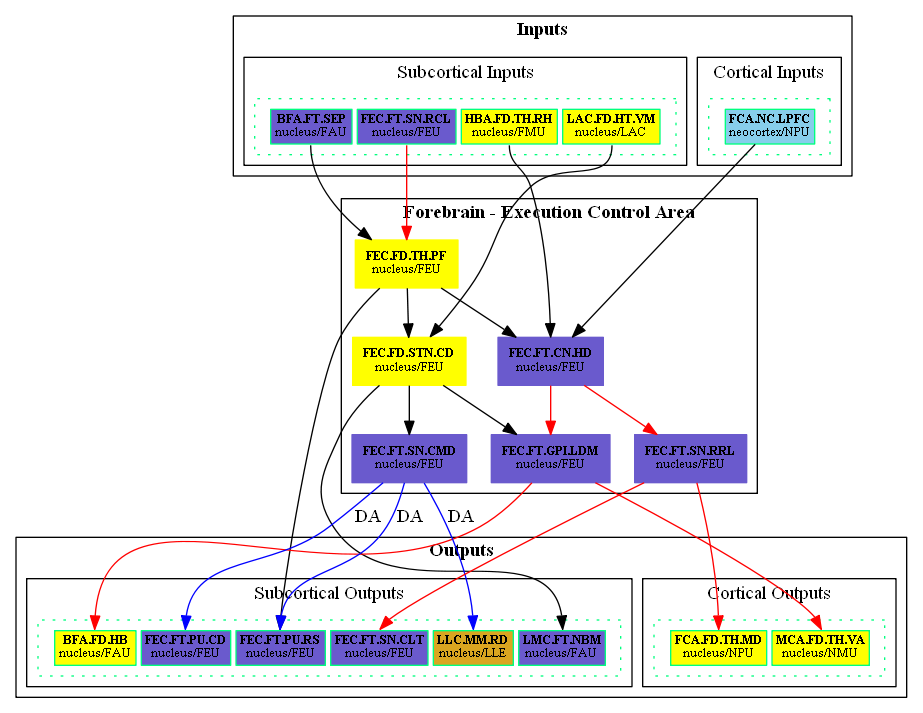 Inputs
Subcortical Inputs
Cortical Inputs
BFA.FT.SEP
nucleus/FAU
FEC.FT.SN.RCL
nucleus/FEU
HBA.FD.TH.RH
nucleus/FMU
LAC.FD.HT.VM
nucleus/LAC
FCA.NC.LPFC
neocortex/NPU
Forebrain - Execution Control Area
FEC.FD.TH.PF
nucleus/FEU
FEC.FD.STN.CD
nucleus/FEU
FEC.FT.CN.HD
nucleus/FEU
FEC.FT.SN.CMD
nucleus/FEU
FEC.FT.GPI.LDM
nucleus/FEU
FEC.FT.SN.RRL
nucleus/FEU
DA
DA
DA
Outputs
Subcortical Outputs
Cortical Outputs
BFA.FD.HB
nucleus/FAU
FEC.FT.PU.CD
nucleus/FEU
FEC.FT.PU.RS
nucleus/FEU
FEC.FT.SN.CLT
nucleus/FEU
LLC.MM.RD
nucleus/LLE
LMC.FT.NBM
nucleus/FAU
FCA.FD.TH.MD
nucleus/NPU
MCA.FD.TH.VA
nucleus/NMU